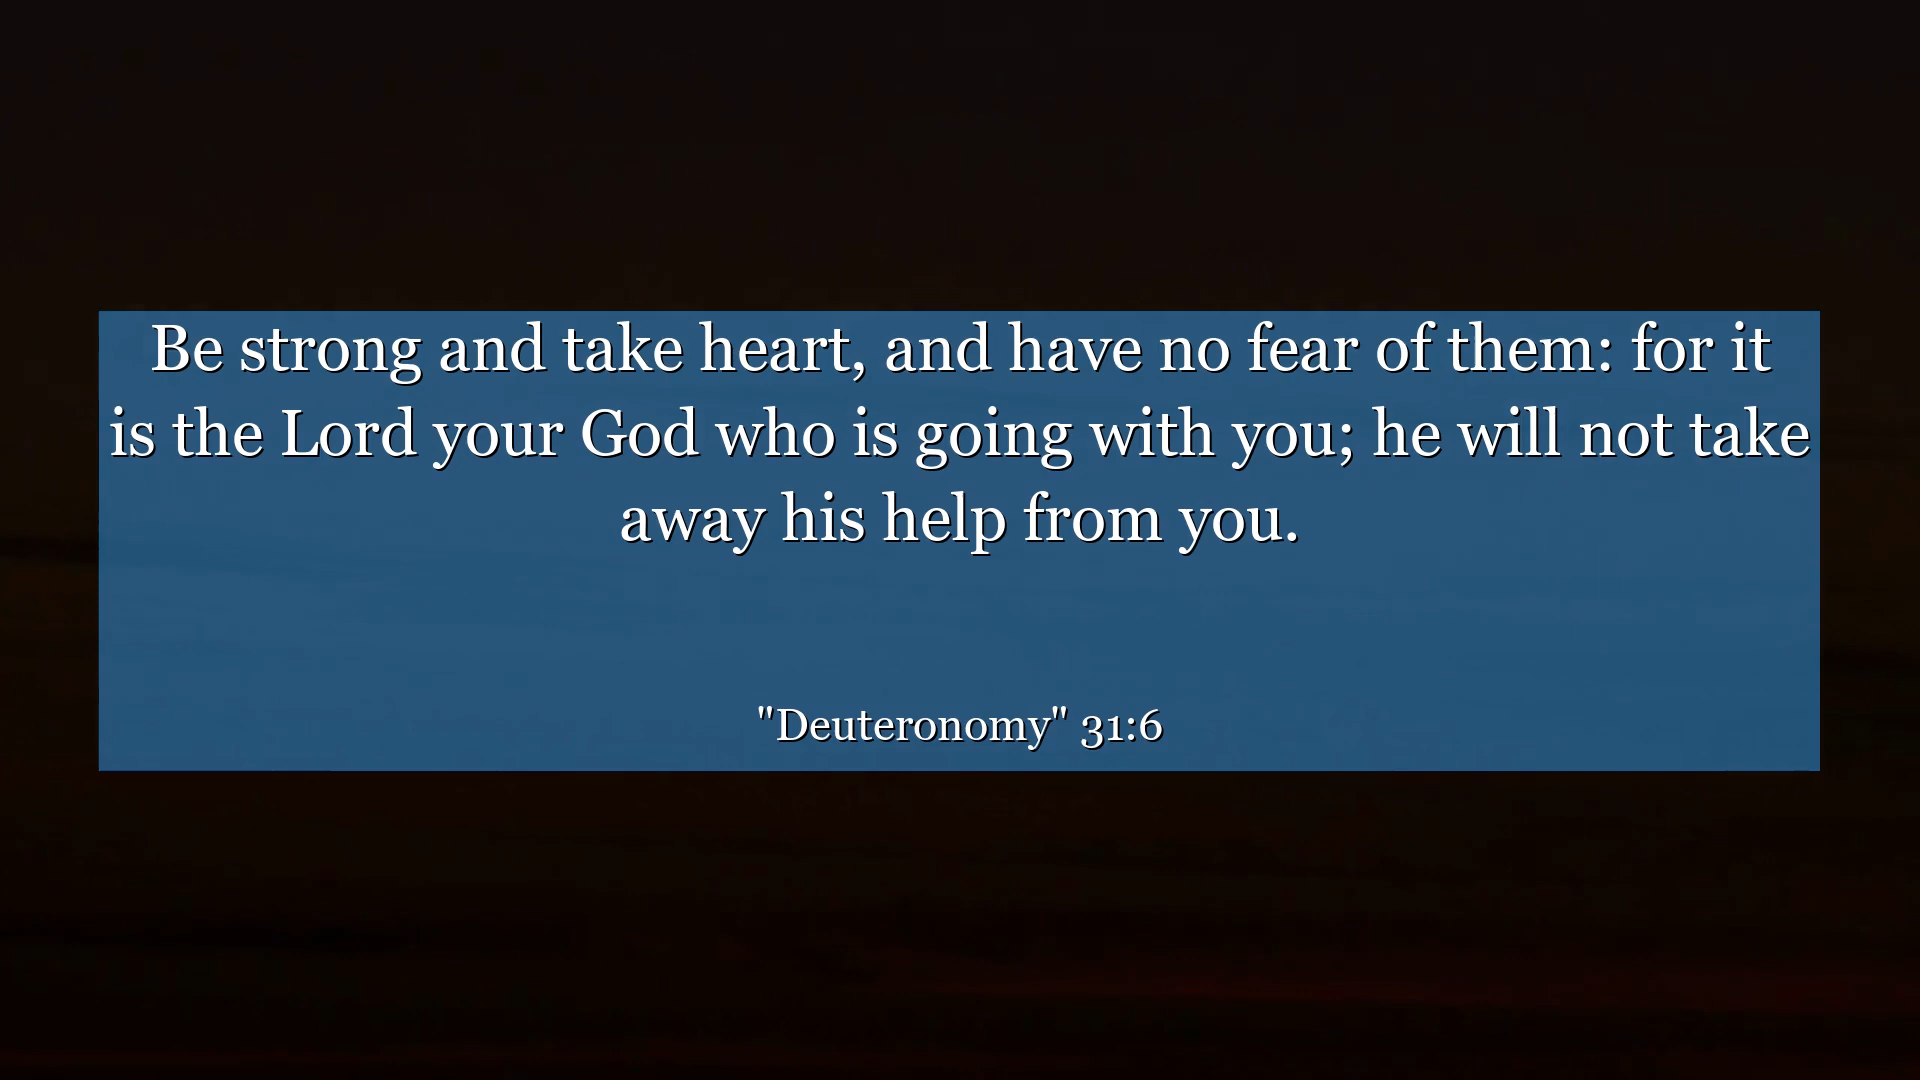 Be strong and take heart, and have no fear of them: for it
is the Lord your God who is going with you; he will not take
away his help from you.
"Deuteronomy" 31:6